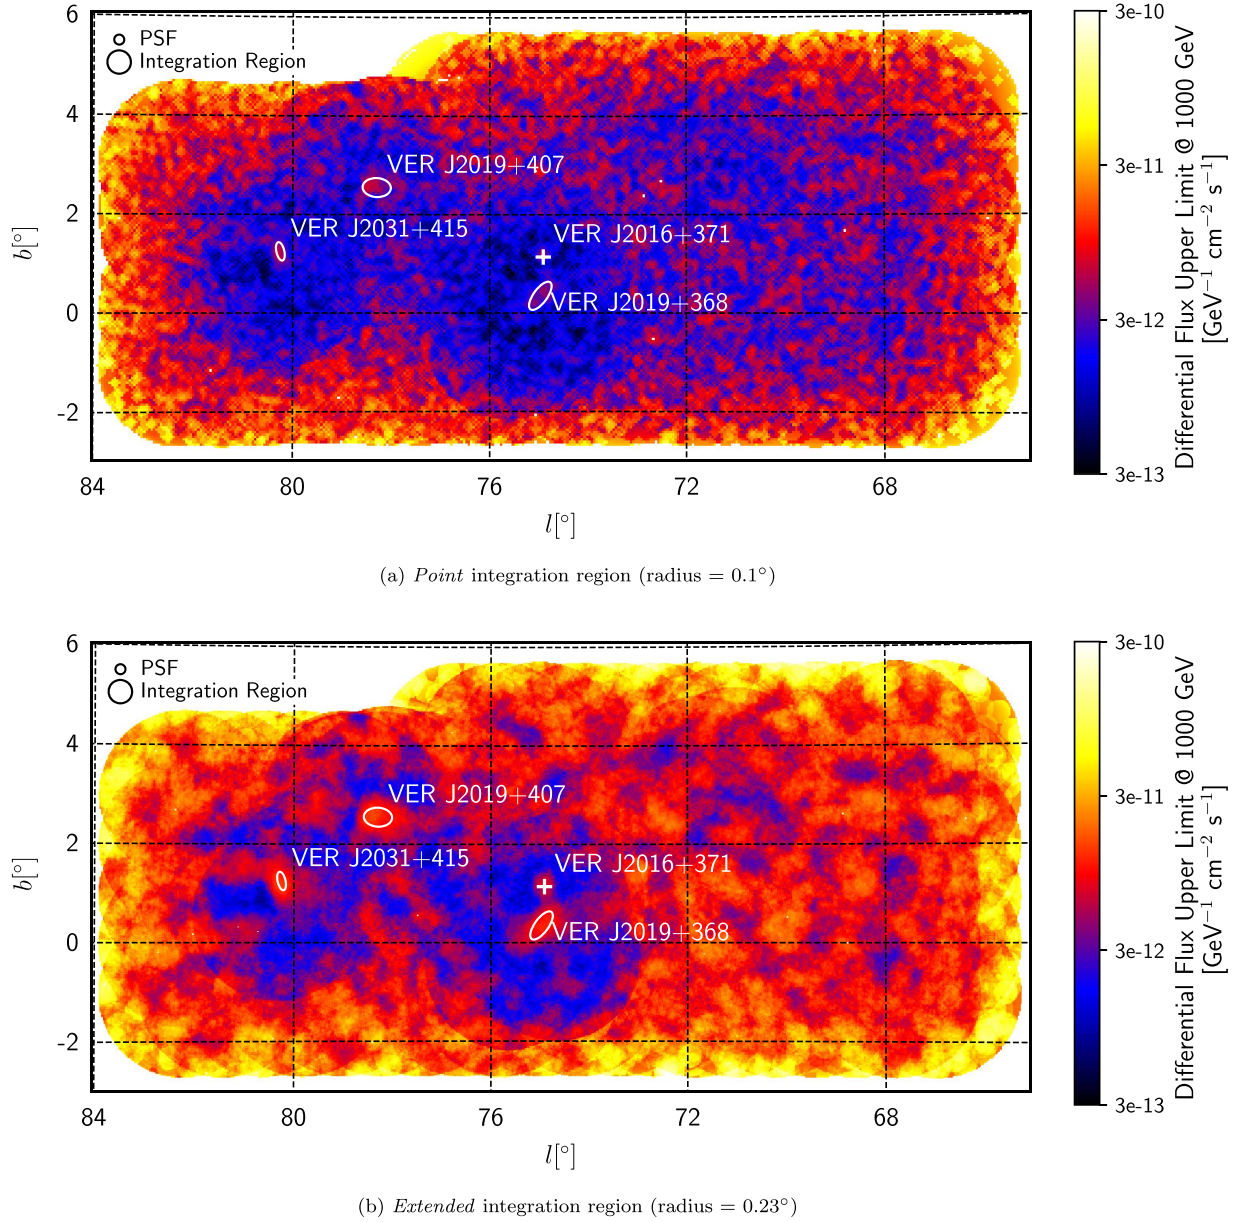 6
4
2
0
-2
b[°]
PSF
Integration Region
VER J2019+407
VER J2031+415
VER J2016+371
VER J2019+368
84
80
76
72
68
l[°]
3e-10
3e-11
3e-12
3e-13
Differential Flux Upper Limit @ 1000 GeV
[GeV⁻¹ cm⁻² s⁻¹]
(a) Point integration region (radius = 0.1°)
6
4
2
0
-2
b[°]
PSF
Integration Region
VER J2019+407
VER J2031+415
VER J2016+371
VER J2019+368
84
80
76
72
68
l[°]
3e-10
3e-11
3e-12
3e-13
Differential Flux Upper Limit @ 1000 GeV
[GeV⁻¹ cm⁻² s⁻¹]
(b) Extended integration region (radius = 0.23°)